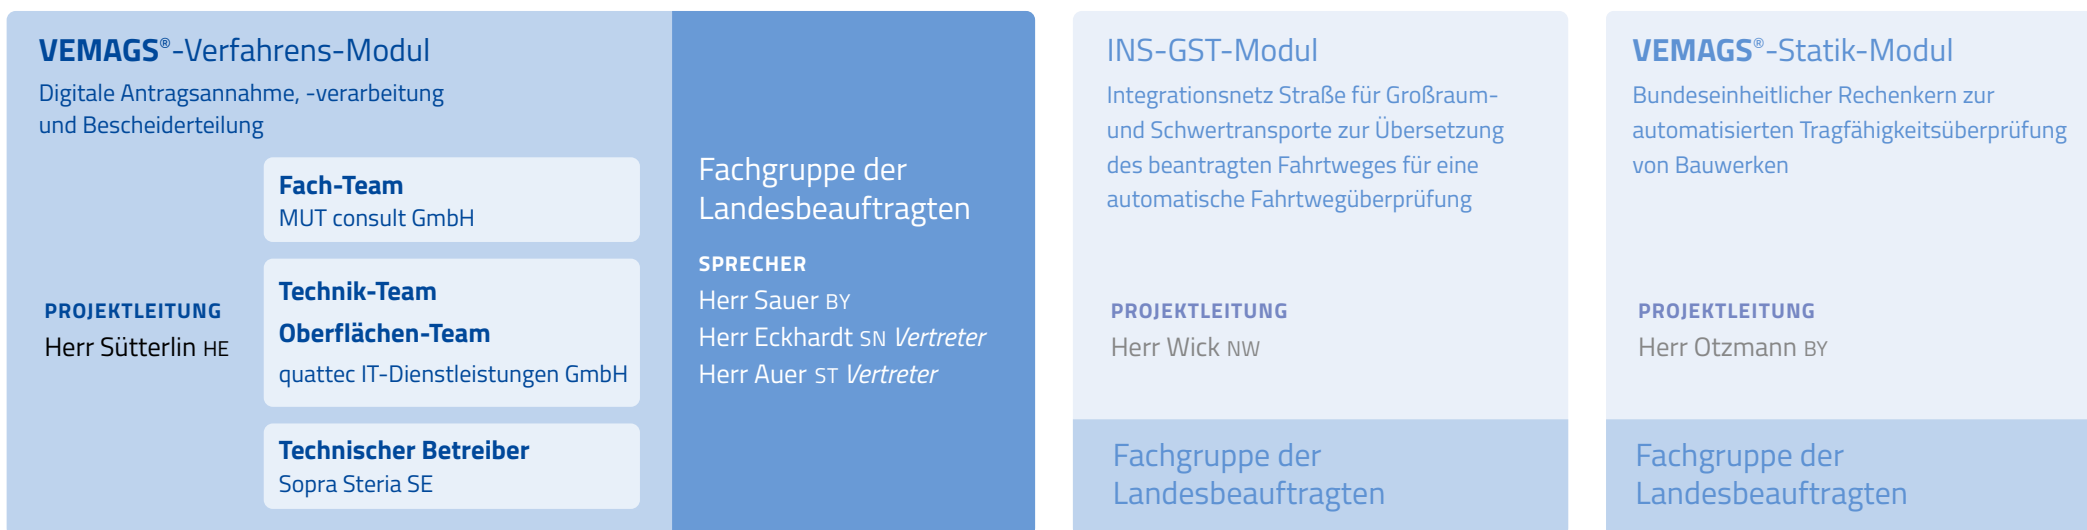 VEMAGS®-Verfahrens-Modul
Digitale Antragsannahme, -verarbeitung
und Bescheiderteilung
PROJEKTLEITUNG
Herr Sütterlin HE
Fach-Team
MUT consult GmbH
Technik-Team
Oberflächen-Team
quattec IT-Dienstleistungen GmbH
Technischer Betreiber
Sopra Steria SE
Fachgruppe der
Landesbeauftragten
SPRECHER
Herr Sauer BY
Herr Eckhardt SN Vertreter
Herr Auer ST Vertreter
INS-GST-Modul
Integrationsnetz Straße für Großraum-
und Schwertransporte zur Übersetzung
des beantragten Fahrtweges für eine
automatische Fahrtwegüberprüfung
PROJEKTLEITUNG
Herr Wick NW
Fachgruppe der
Landesbeauftragten
VEMAGS®-Statik-Modul
Bundeseinheitlicher Rechenkern zur
automatisierten Tragfähigkeitsüberprüfung
von Bauwerken
PROJEKTLEITUNG
Herr Otzmann BY
Fachgruppe der
Landesbeauftragten